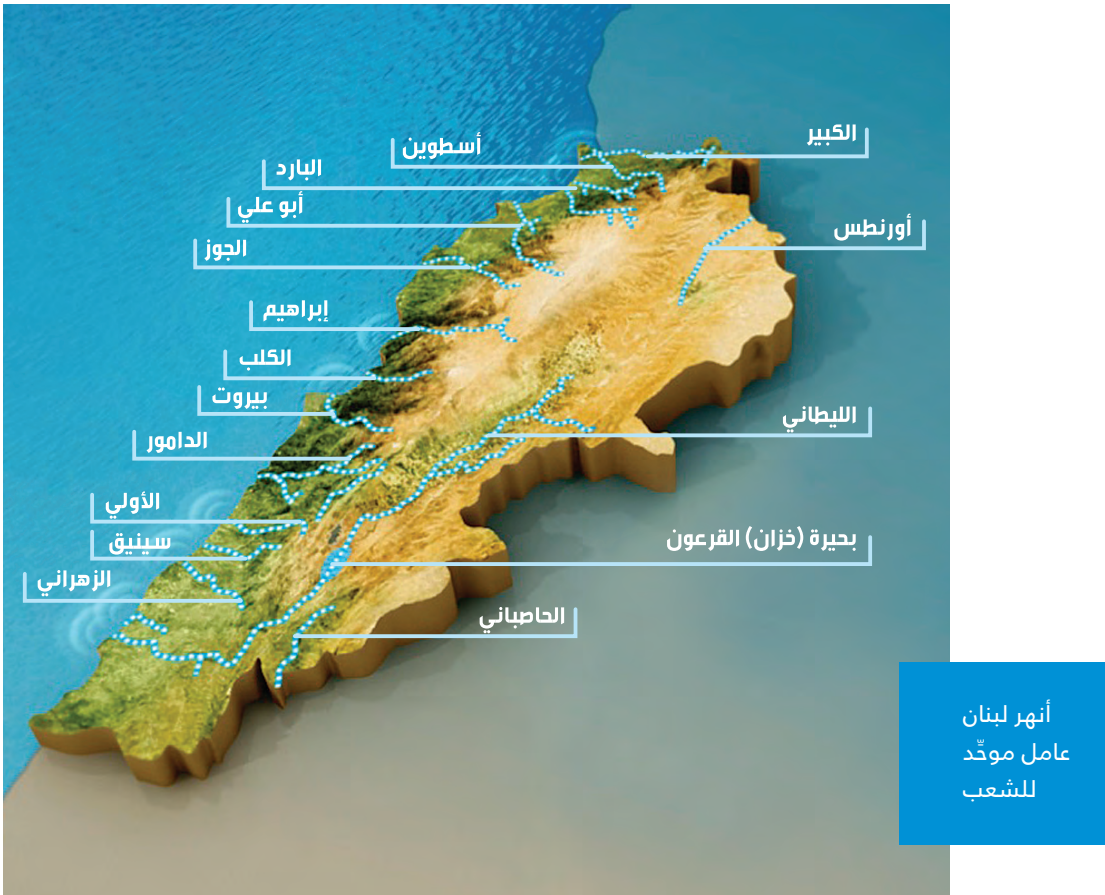 الكبير
أسطوين
البارد
أبو علي
أورنطس
الجوز
إبراهيم
الكلب
بيروت
الليطاني
الدامور
الأولي
سينيق
بحيرة (خزان) القرعون
الزهراني
الحاصباني
أنهر لبنان
عامل موحّد
للشعب